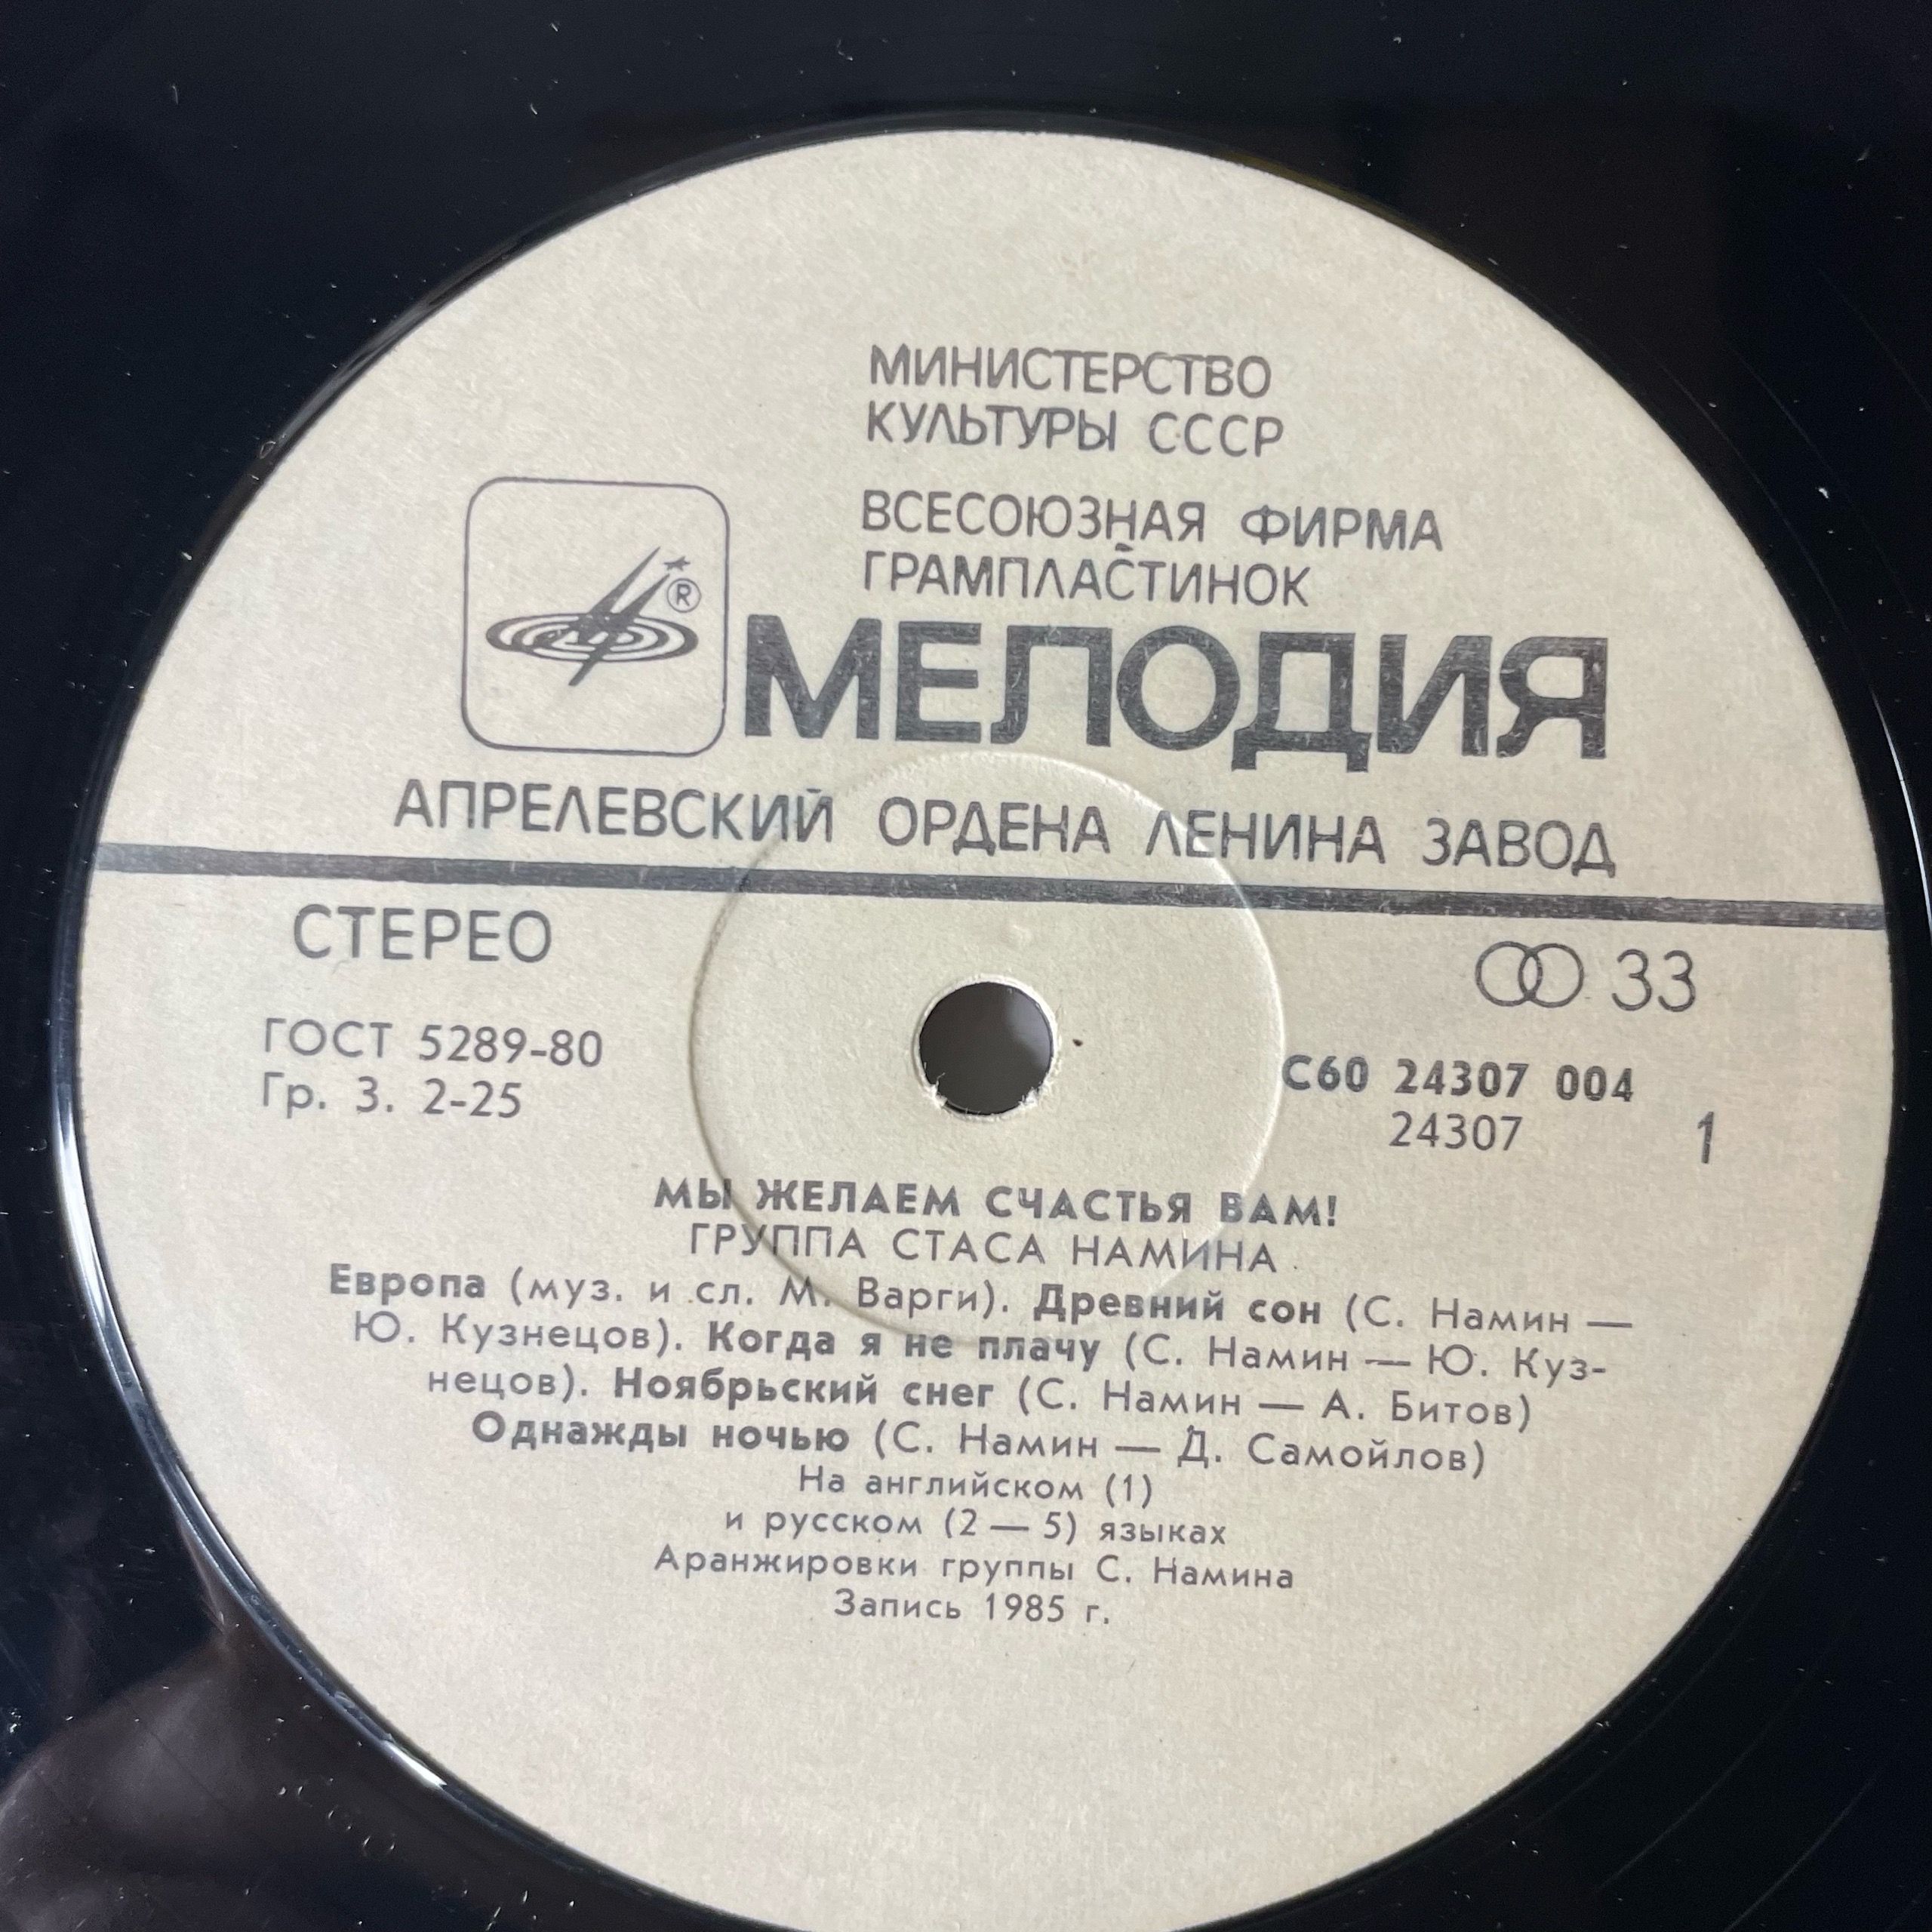 МИНИСТЕРСТВО
КУЛЬТУРЫ СССР
ВСЕСОЮЗНАЯ ФИРМА
ГРАМПЛАСТИНОК
®
МЕЛОДИЯ
АПРЕЛЕВСКИЙ ОРДЕНА ЛЕНИНА ЗАВОД
СТЕРЕО
33
ГОСТ 5289-80
Гр. 3. 2-25
С60 24307 004
24307
1
МЫ ЖЕЛАЕМ СЧАСТЬЯ ВАМ!
ГРУППА СТАСА НАМИНА
Европа (муз. и сл. М. Варги). Древний сон (С. Намин —
Ю. Кузнецов). Когда я не плачу (С. Намин — Ю. Куз-
нецов). Ноябрьский снег (С. Намин — А. Битов)
Однажды ночью (С. Намин — Д. Самойлов)
На английском (1)
и русском (2 — 5) языках
Аранжировки группы С. Намина
Запись 1985 г.